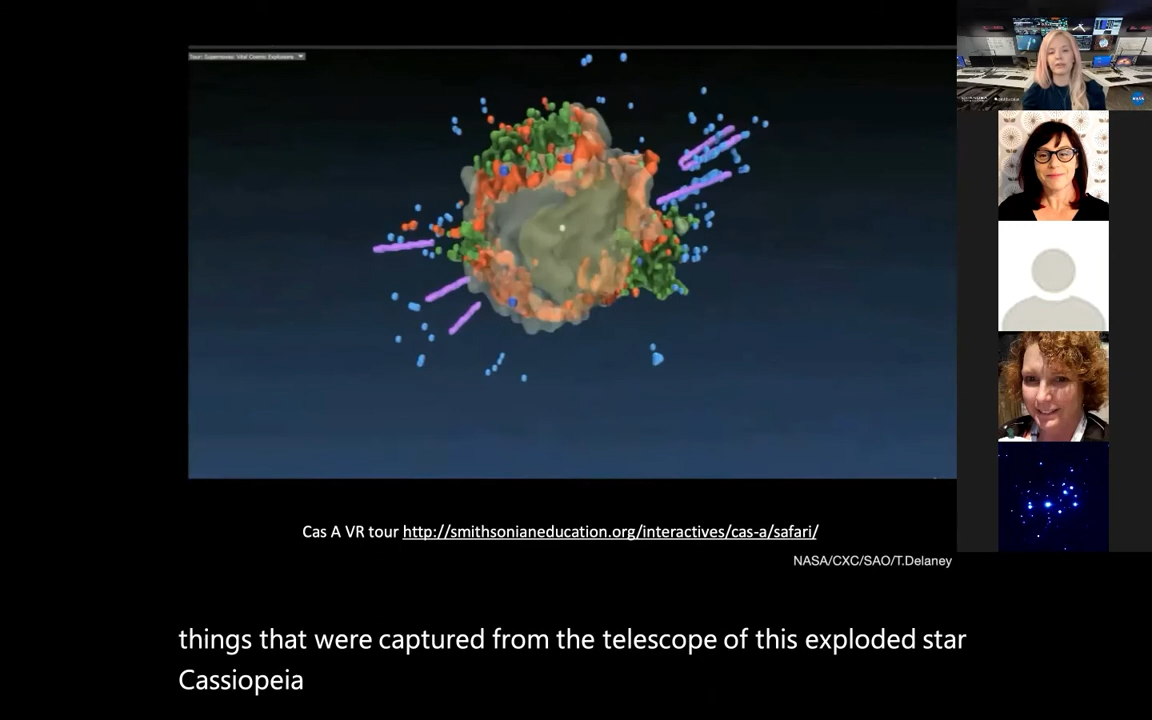 Tour: Supernovas: Vital Cosmic Explosions
NASA
Cas A VR tour http://smithsonianeducation.org/interactives/cas-a/safari/
NASA/CXC/SAO/T.Delaney
things that were captured from the telescope of this exploded star
Cassiopeia